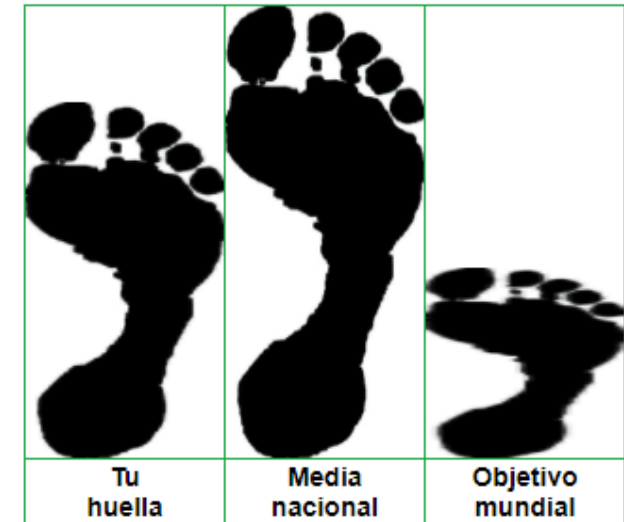 Tu
huella
Media
nacional
Objetivo
mundial